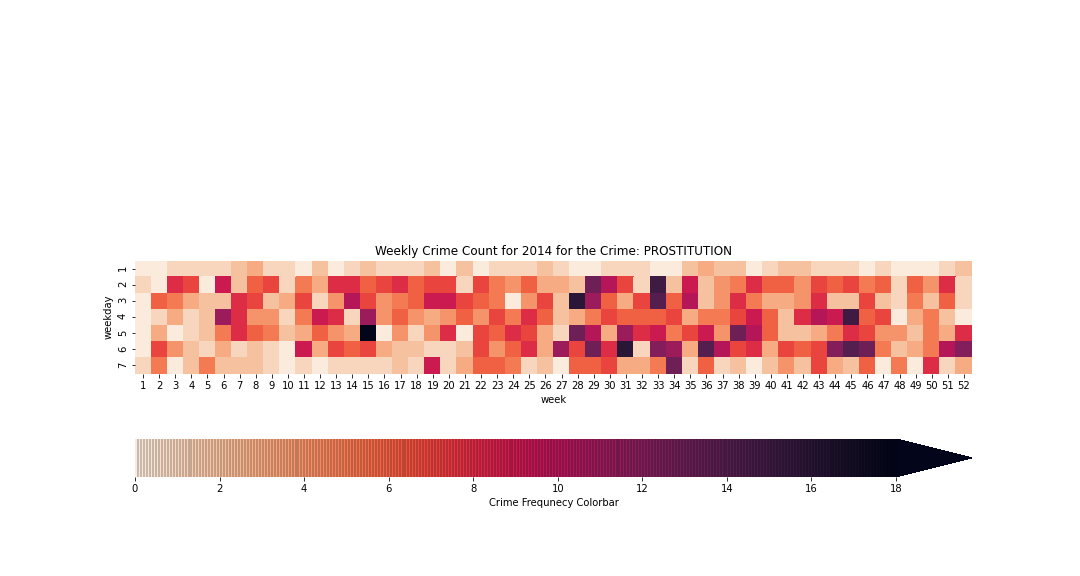 Weekly Crime Count for 2014 for the Crime: PROSTITUTION
weekday
1
2
3
4
5
6
7
1 2 3 4 5 6 7 8 9 10 11 12 13 14 15 16 17 18 19 20 21 22 23 24 25 26 27 28 29 30 31 32 33 34 35 36 37 38 39 40 41 42 43 44 45 46 47 48 49 50 51 52
week
0 2 4 6 8 10 12 14 16 18
Crime Frequnecy Colorbar